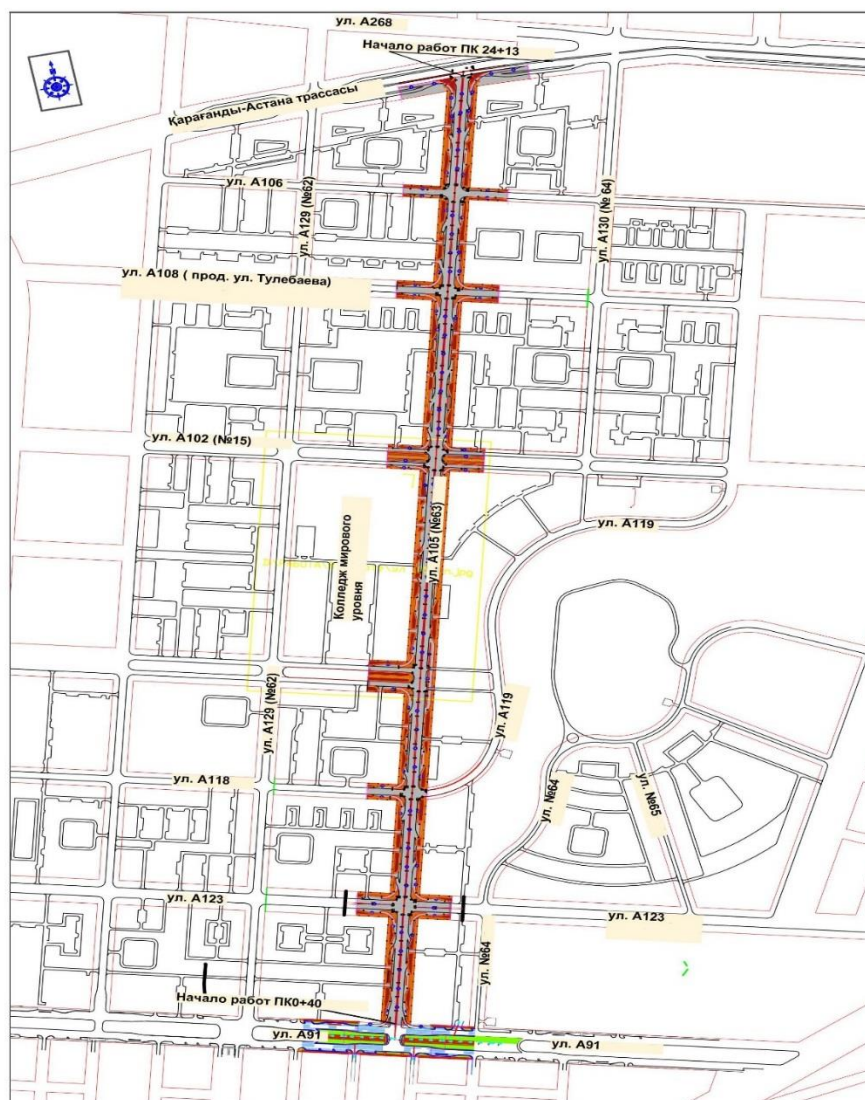 ул. А268
Начало работ ПК 24+13
Қарағанды-Астана трассасы
ул. А106
ул. А129 (№62)
ул. А130 (№ 64)
ул. А108 ( прод. ул. Тулебаева)
ул. А102 (№15)
ул. А105 (№63)
ул. А119
Колледж мирового
уровня
ул. А129 (№62)
ул. А119
ул. А118
ул. №64
ул. №65
ул. А123
ул. А123
ул. №64
Начало работ ПК0+40
ул. А91
ул. А91